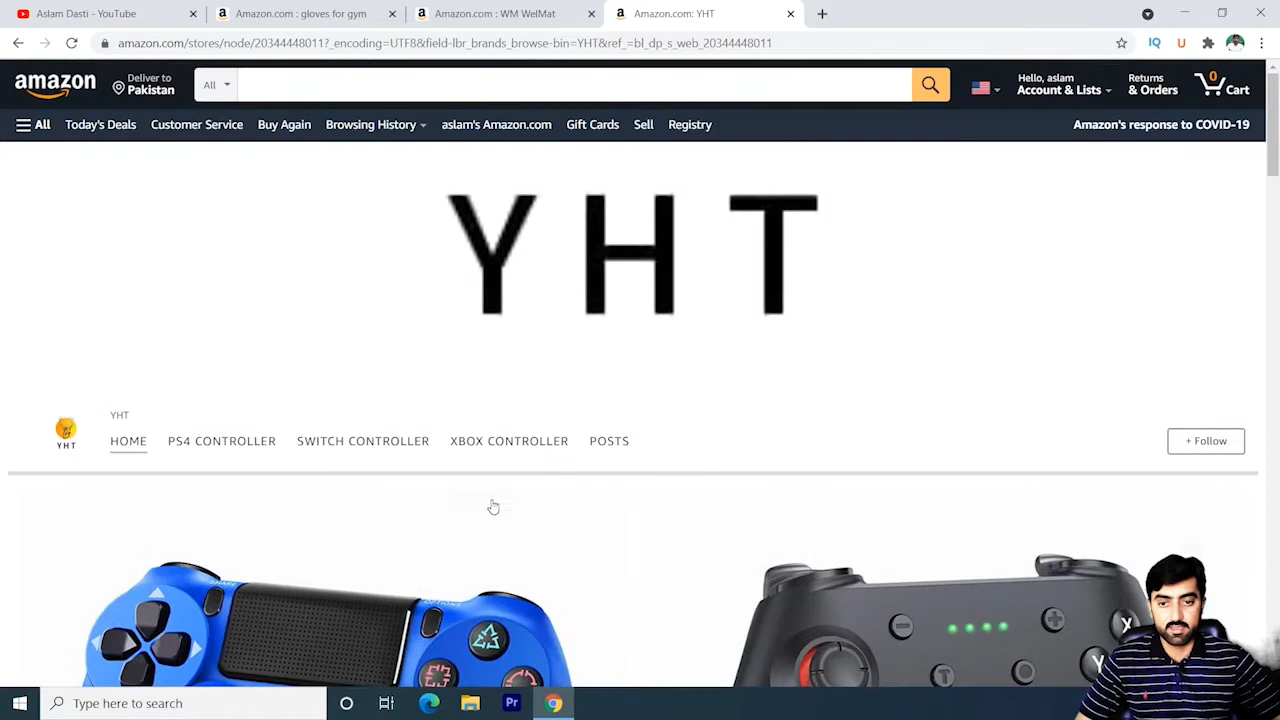 Aslam Dasti - YouTube
Amazon.com : gloves for gym
Amazon.com : WM WelMat
Amazon.com: YHT
amazon.com/stores/node/20344448011?_encoding=UTF8&field-lbr_brands_browse-bin=YHT&ref_=bl_dp_s_web_20344448011
IQ
U
amazon
Deliver to
Pakistan
All
Hello, aslam
Account & Lists
Returns
& Orders
0
Cart
All
Today's Deals
Customer Service
Buy Again
Browsing History
aslam's Amazon.com
Gift Cards
Sell
Registry
Amazon's response to COVID-19
YHT
YHT
YHT
HOME
PS4 CONTROLLER
SWITCH CONTROLLER
XBOX CONTROLLER
POSTS
+ Follow
SHARE
OPTIONS
X
Y
T
Type here to search
Pr